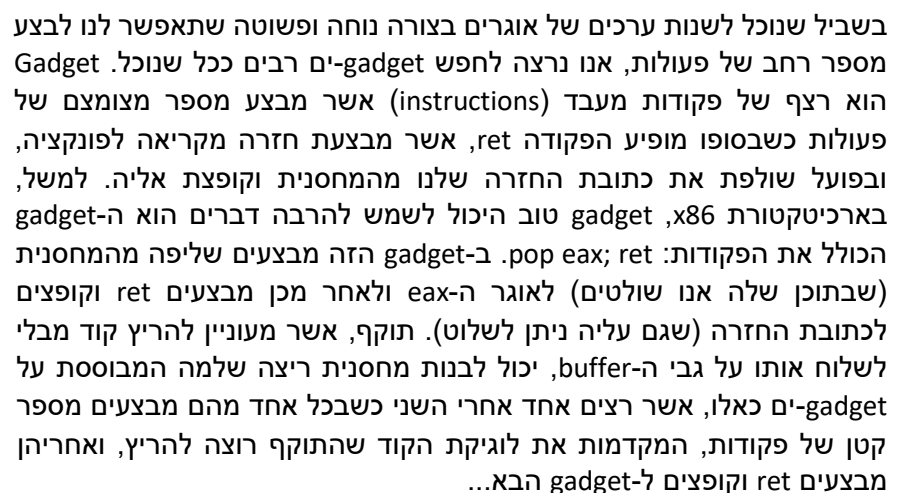 בשביל שנוכל לשנות ערכים של אוגרים בצורה נוחה ופשוטה שתאפשר לנו לבצע
מספר רחב של פעולות, אנו נרצה לחפש gadget-ים רבים ככל שנוכל. Gadget
הוא רצף של פקודות מעבד (instructions) אשר מבצע מספר מצומצם של
פעולות כשבסופו מופיע הפקודה ret, אשר מבצעת חזרה מקריאה לפונקציה,
ובפועל שולפת את כתובת החזרה שלנו מהמחסנית וקופצת אליה. למשל,
בארכיטקטורת x86, gadget טוב היכול לשמש להרבה דברים הוא ה-gadget
הכולל את הפקודות: pop eax; ret. ב-gadget הזה מבצעים שליפה מהמחסנית
(שבתוכן שלה אנו שולטים) לאוגר ה-eax ולאחר מכן מבצעים ret וקופצים
לכתובת החזרה (שגם עליה ניתן לשלוט). תוקף, אשר מעוניין להריץ קוד מבלי
לשלוח אותו על גבי ה-buffer, יכול לבנות מחסנית ריצה שלמה המבוססת על
gadget-ים כאלו, אשר רצים אחד אחרי השני כשבכל אחד מהם מבצעים מספר
קטן של פקודות, המקדמות את לוגיקת הקוד שהתוקף רוצה להריץ, ואחריהן
מבצעים ret וקופצים ל-gadget הבא...